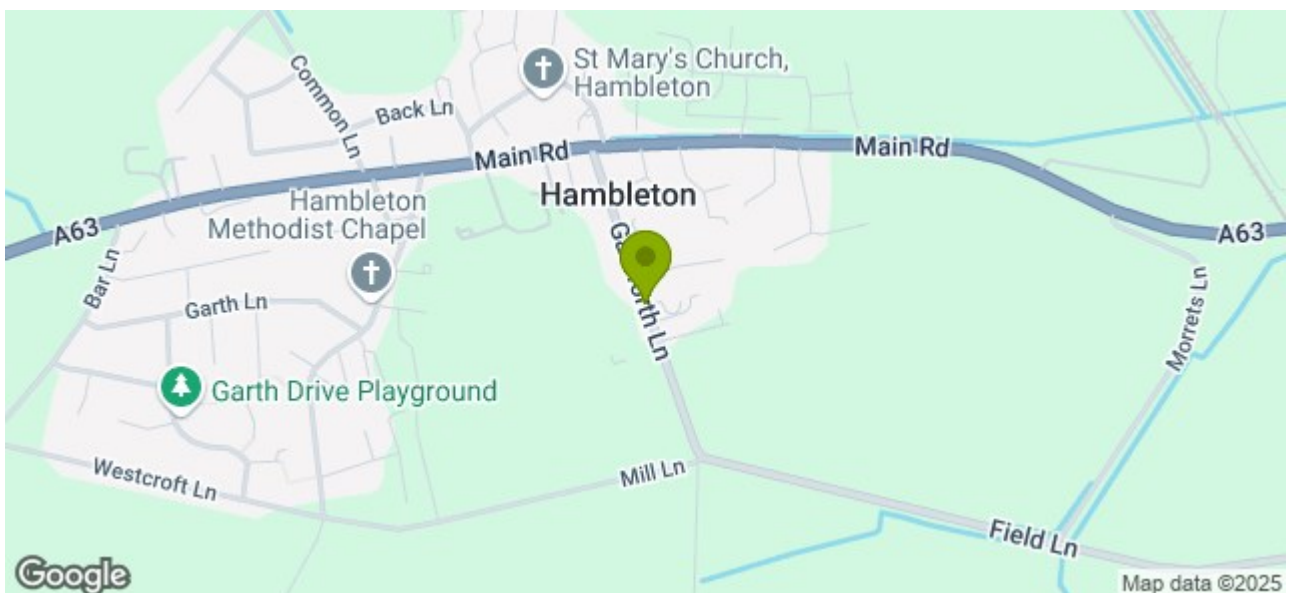 St Mary's Church,
Hambleton
Common Ln
Back Ln
Main Rd
Main Rd
Hambleton
Hambleton
Methodist Chapel
A63
A63
Bar Ln
Garth Ln
Morrets Ln
Garth Drive Playground
Westcroft Ln
Mill Ln
Field Ln
Google
Map data ©2025